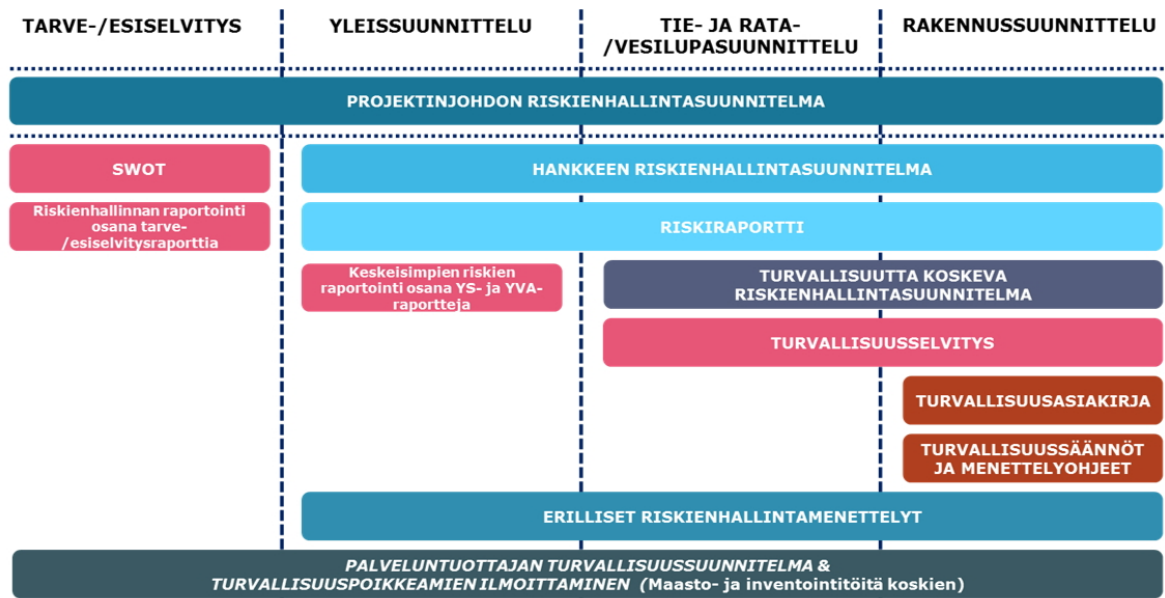 TARVE-/ESISELVITYS
YLEISSUUNNITTELU
TIE- JA RATA-
/VESILUPASUUNNITTELU
RAKENNUSSUUNNITTELU
PROJEKTINJOHDON RISKIENHALLINTASUUNNITELMA
SWOT
HANKKEEN RISKIENHALLINTASUUNNITELMA
Riskienhallinnan raportointi
osana tarve-
/esiselvitysraporttia
RISKIRAPORTTI
Keskeisimpien riskien
raportointi osana YS- ja YVA-
raportteja
TURVALLISUUTTA KOSKEVA
RISKIENHALLINTASUUNNITELMA
TURVALLISUUSSELVITYS
TURVALLISUUSASIAKIRJA
TURVALLISUUSSÄÄNNÖT
JA MENETTELYOHJEET
ERILLISET RISKIENHALLINTAMENETTELYT
PALVELUNTUOTTAJAN TURVALLISUUSSUUNNITELMA &
TURVALLISUUSPOIKKEAMIEN ILMOITTAMINEN (Maasto- ja inventointitöitä koskien)